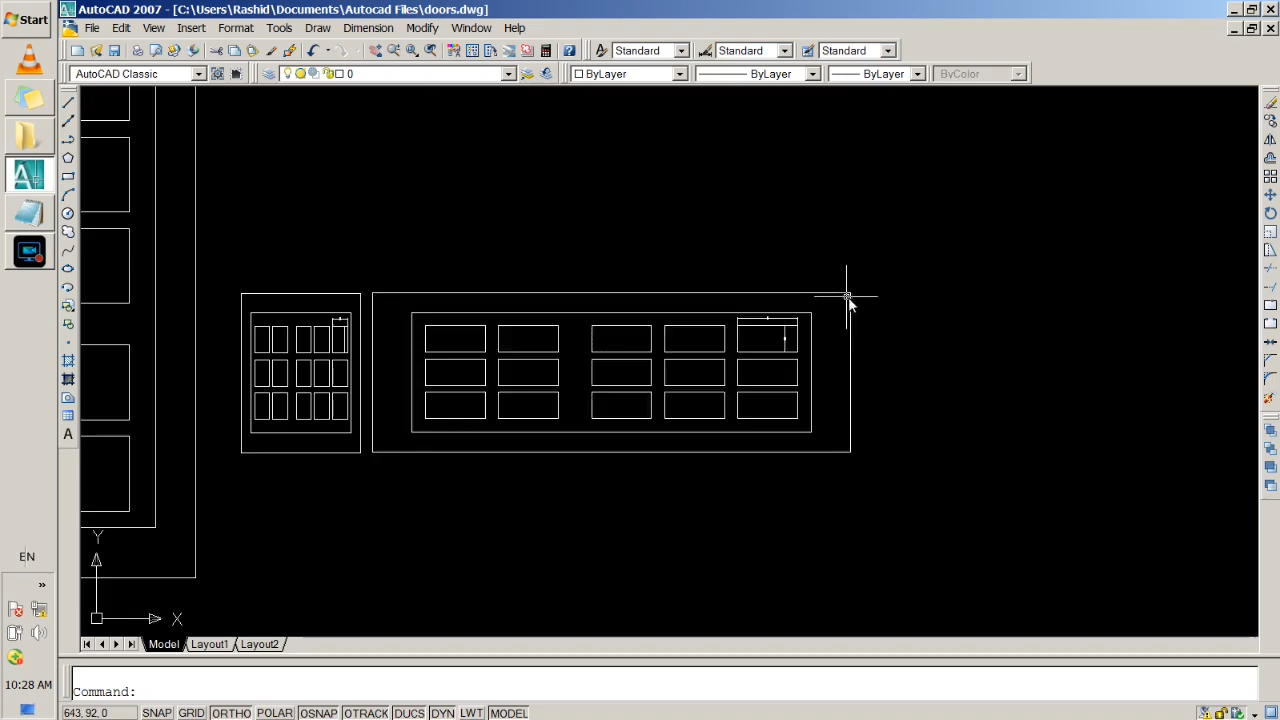 Start
AutoCAD 2007 - [C:\Users\Rashid\Documents\Autocad Files\doors.dwg]
File Edit View Insert Format Tools Draw Dimension Modify Window Help
Standard Standard Standard
AutoCAD Classic 0 ByLayer ByLayer ByLayer ByColor
A
Y
X
EN
»
Model Layout1 Layout2
10:28 AM
Command:
643, 92, 0 SNAP GRID ORTHO POLAR OSNAP OTRACK DUCS DYN LWT MODEL